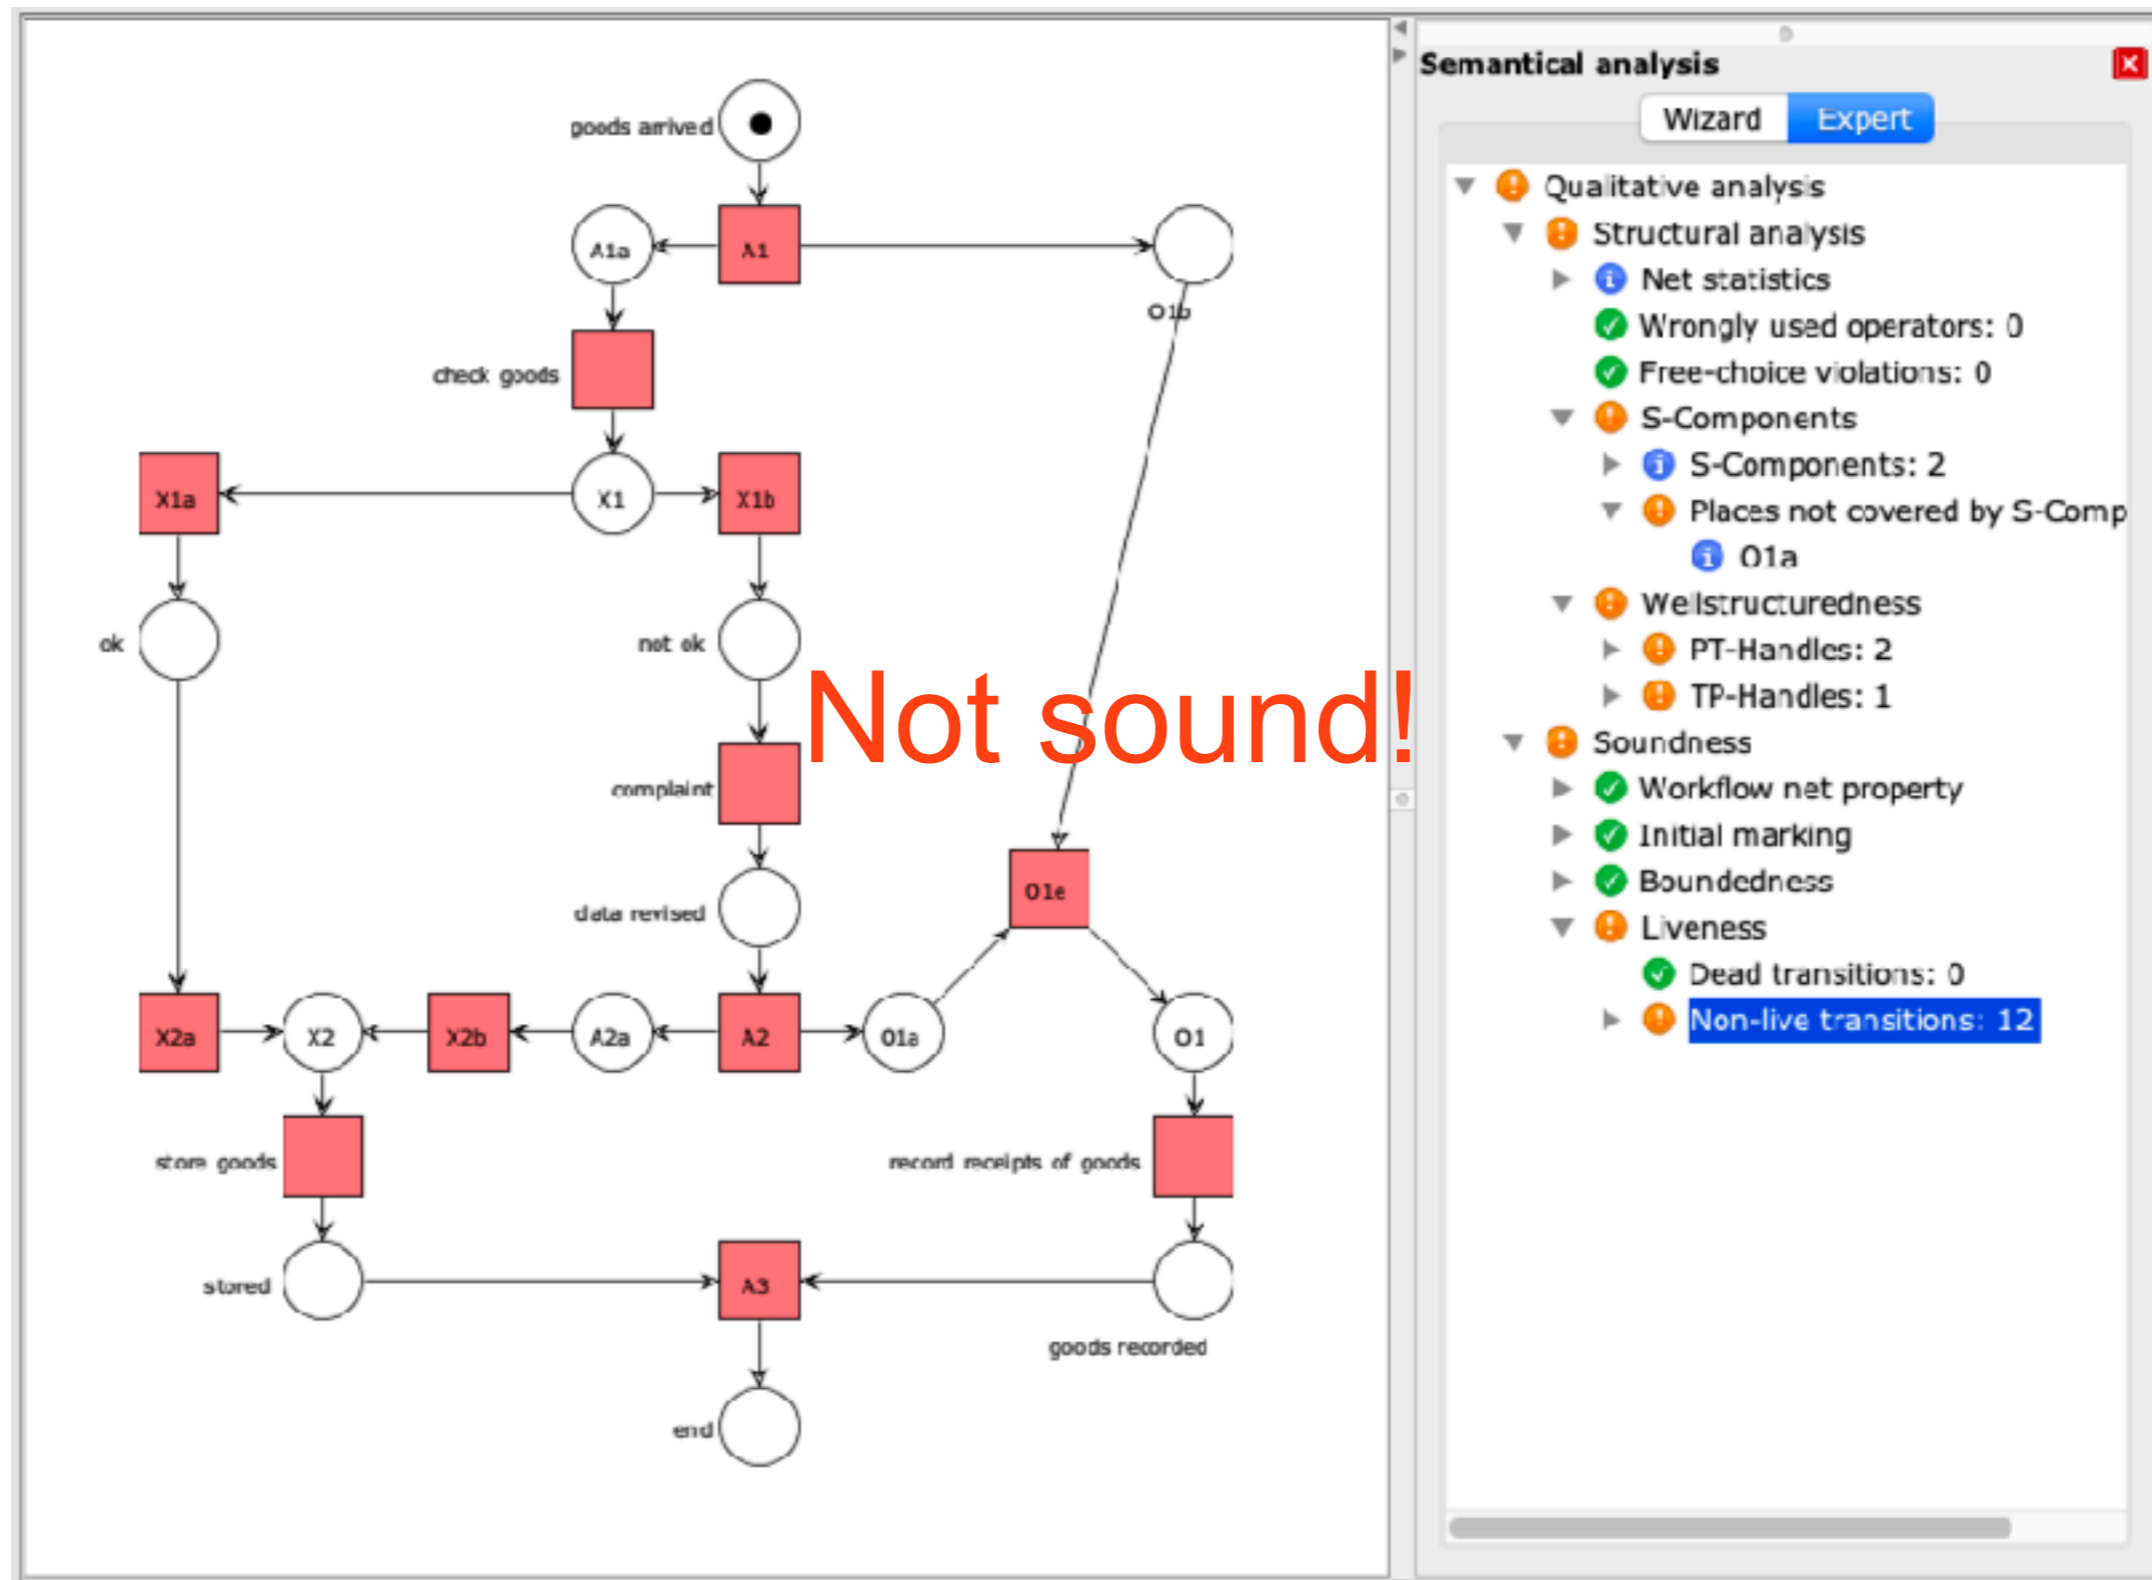 goods arrived
A1a
A1
O1b
check goods
X1a
X1
X1b
ok
not ok
Not sound!
complaint
O1e
data revised
X2a
X2
X2b
A2a
A2
O1a
O1
store goods
record receipts of goods
stored
A3
goods recorded
end
Semantical analysis
Wizard Expert
Qualitative analysis
Structural analysis
Net statistics
Wrongly used operators: 0
Free-choice violations: 0
S-Components
S-Components: 2
Places not covered by S-Comp
O1a
Wellstructuredness
PT-Handles: 2
TP-Handles: 1
Soundness
Workflow net property
Initial marking
Boundedness
Liveness
Dead transitions: 0
Non-live transitions: 12